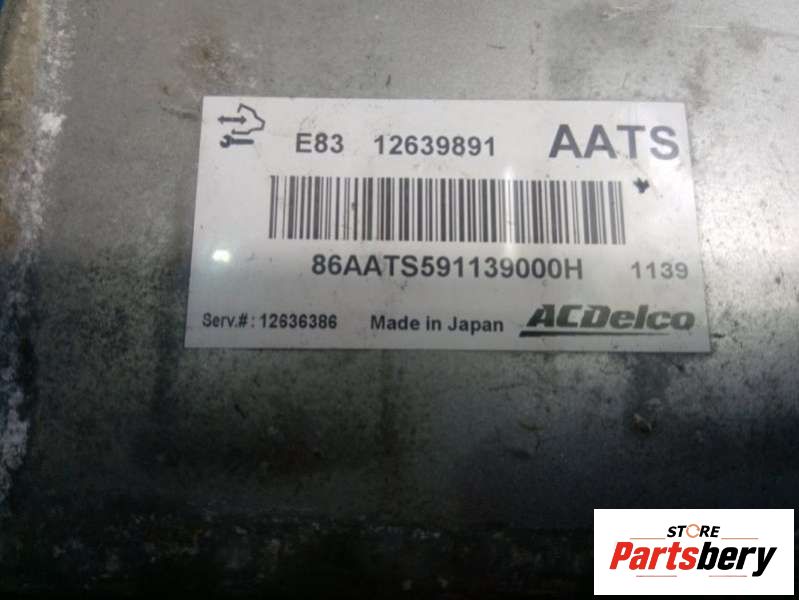 E83 12639891 AATS
86AATS591139000H 1139
Serv.#: 12636386 Made in Japan ACDelco
STORE
Partsbery